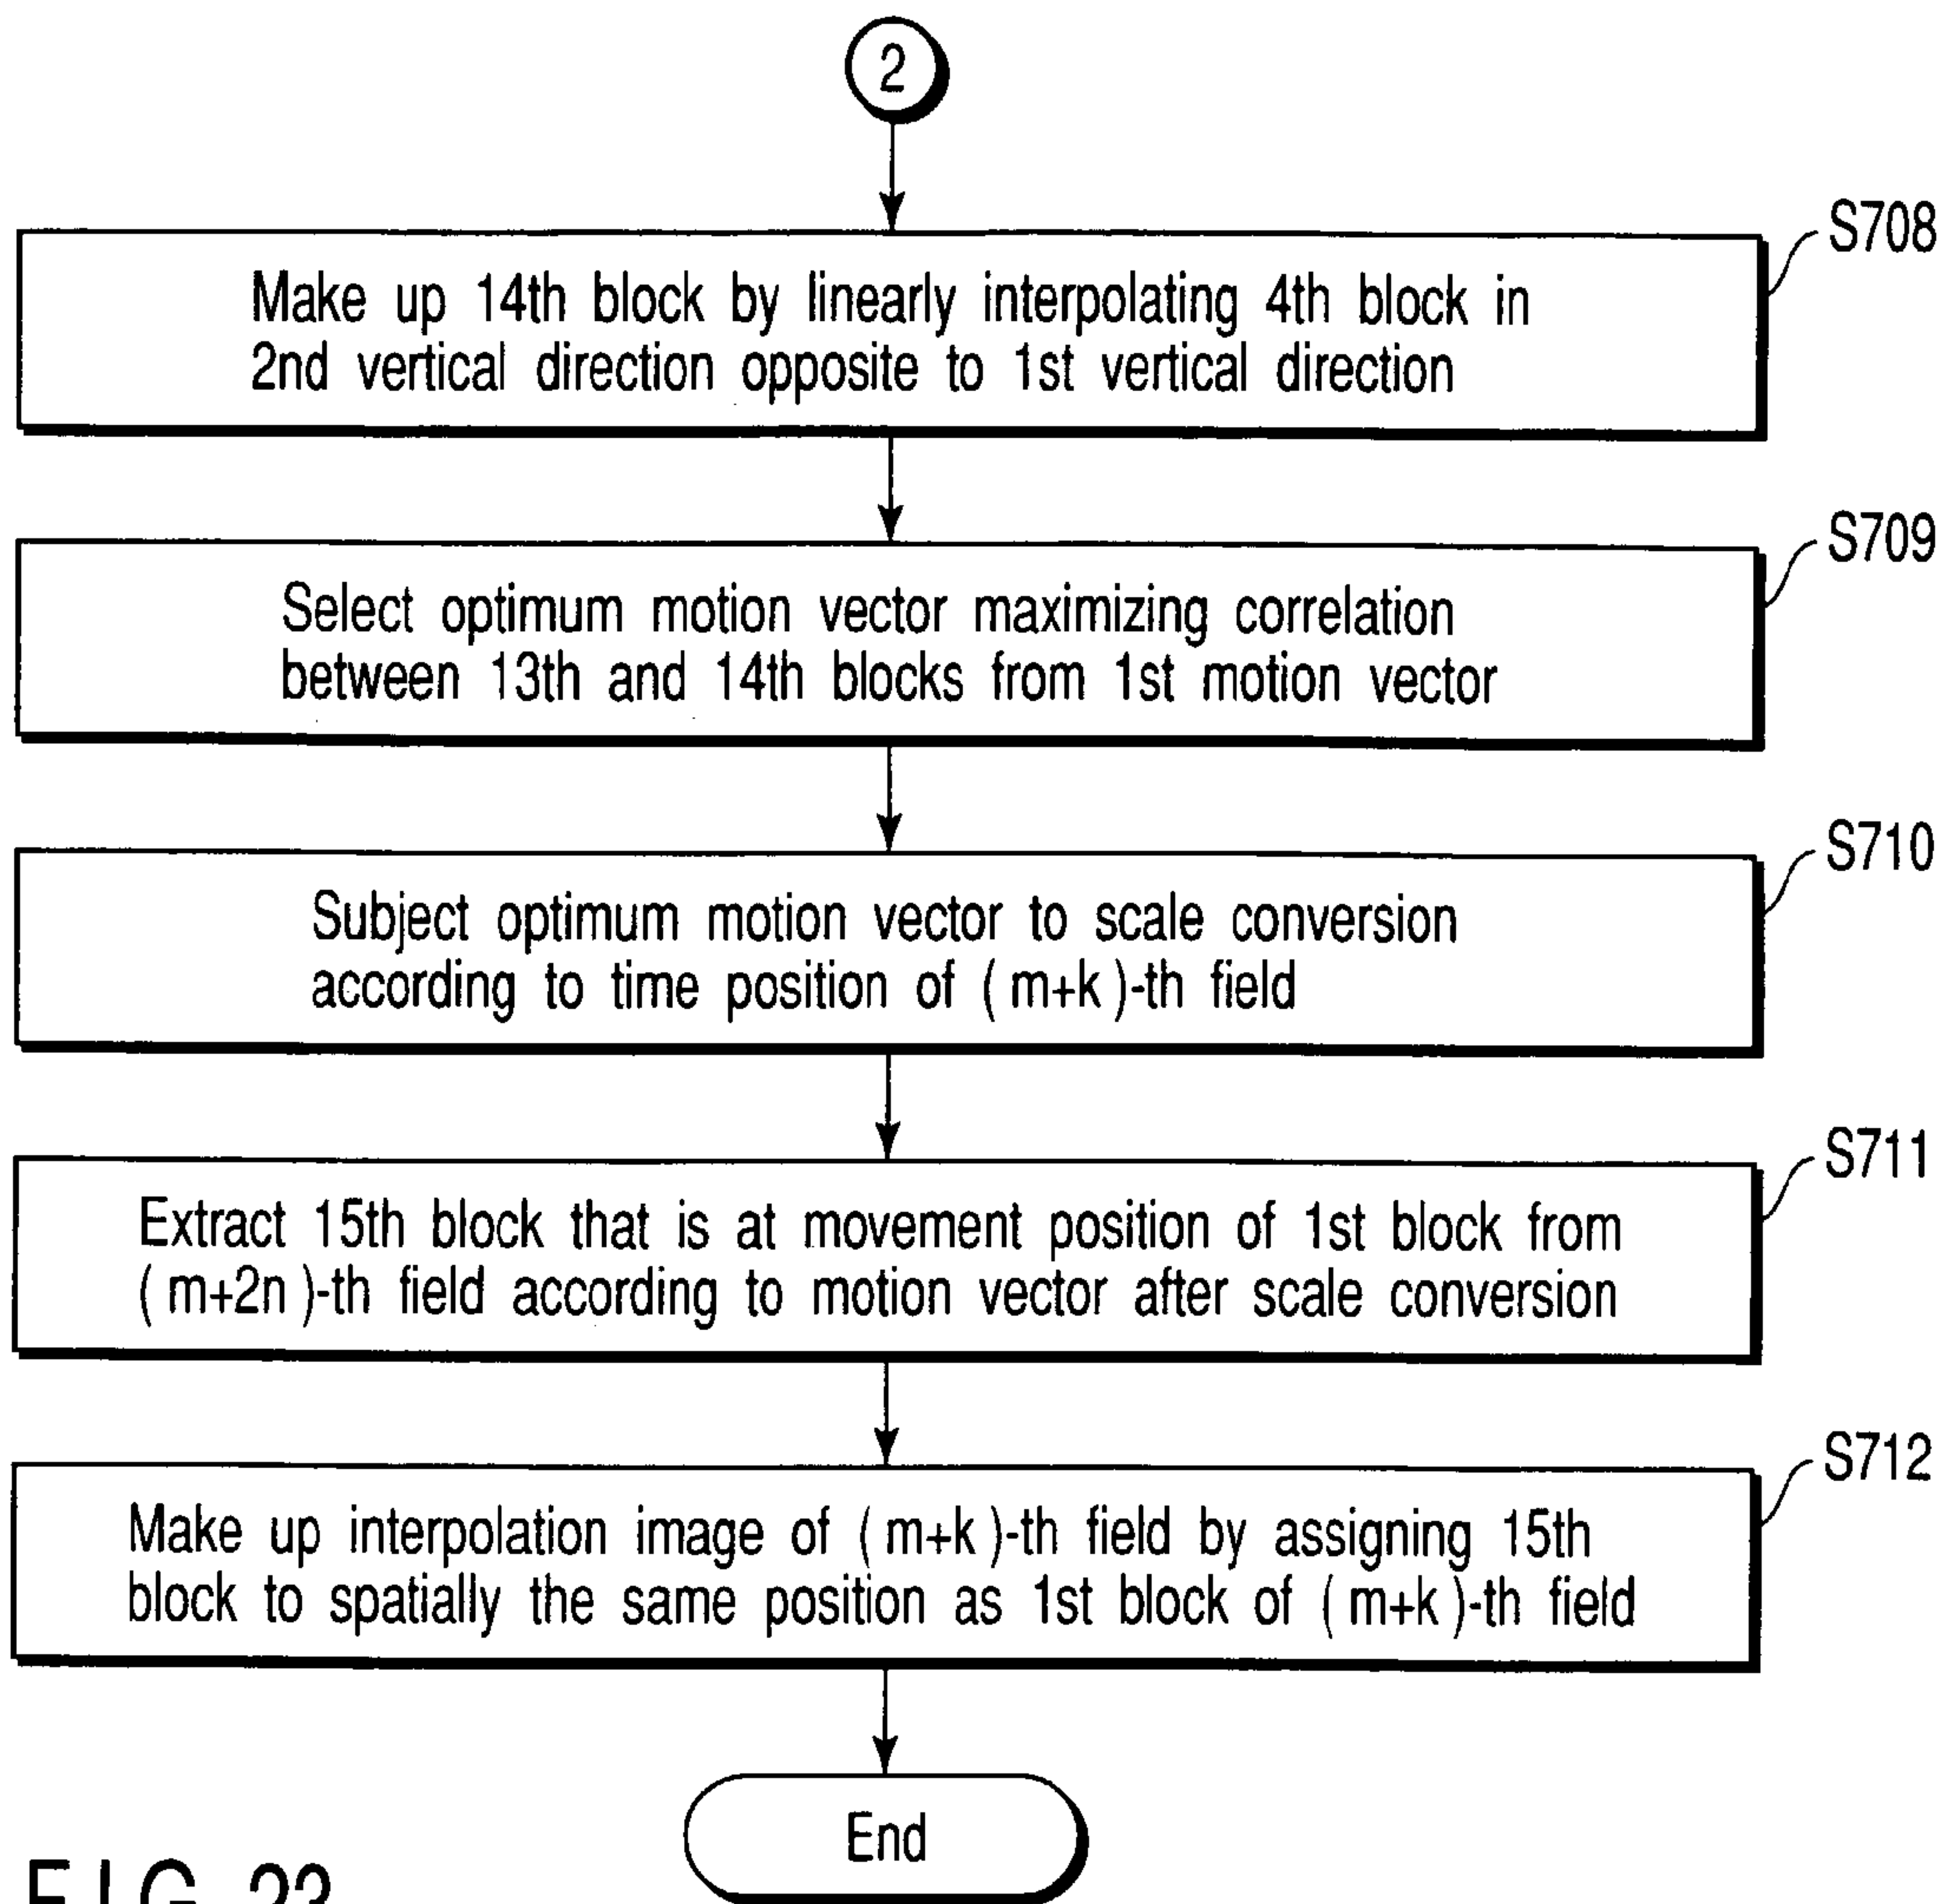 2
S708
Make up 14th block by linearly interpolating 4th block in
2nd vertical direction opposite to 1st vertical direction
S709
Select optimum motion vector maximizing correlation
between 13th and 14th blocks from 1st motion vector
S710
Subject optimum motion vector to scale conversion
according to time position of (m+k)-th field
S711
Extract 15th block that is at movement position of 1st block from
(m+2n)-th field according to motion vector after scale conversion
S712
Make up interpolation image of (m+k)-th field by assigning 15th
block to spatially the same position as 1st block of (m+k)-th field
End
FIG. 23